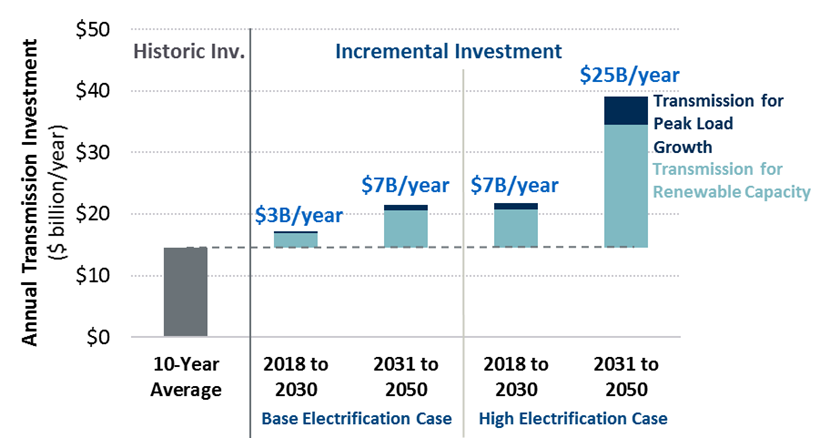 Annual Transmission Investment
($ billion/year)
$50
$40
$30
$20
$10
$0
Historic Inv.
Incremental Investment
$3B/year
$7B/year
$7B/year
$25B/year
Transmission for
Peak Load
Growth
Transmission for
Renewable Capacity
10-Year
Average
2018 to
2030
2031 to
2050
2018 to
2030
2031 to
2050
Base Electrification Case
High Electrification Case